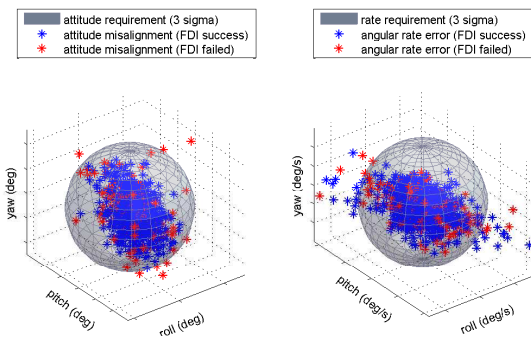 attitude requirement (3 sigma)
attitude misalignment (FDI success)
attitude misalignment (FDI failed)
rate requirement (3 sigma)
angular rate error (FDI success)
angular rate error (FDI failed)
yaw (deg)
pitch (deg)
roll (deg)
yaw (deg/s)
pitch (deg/s)
roll (deg/s)